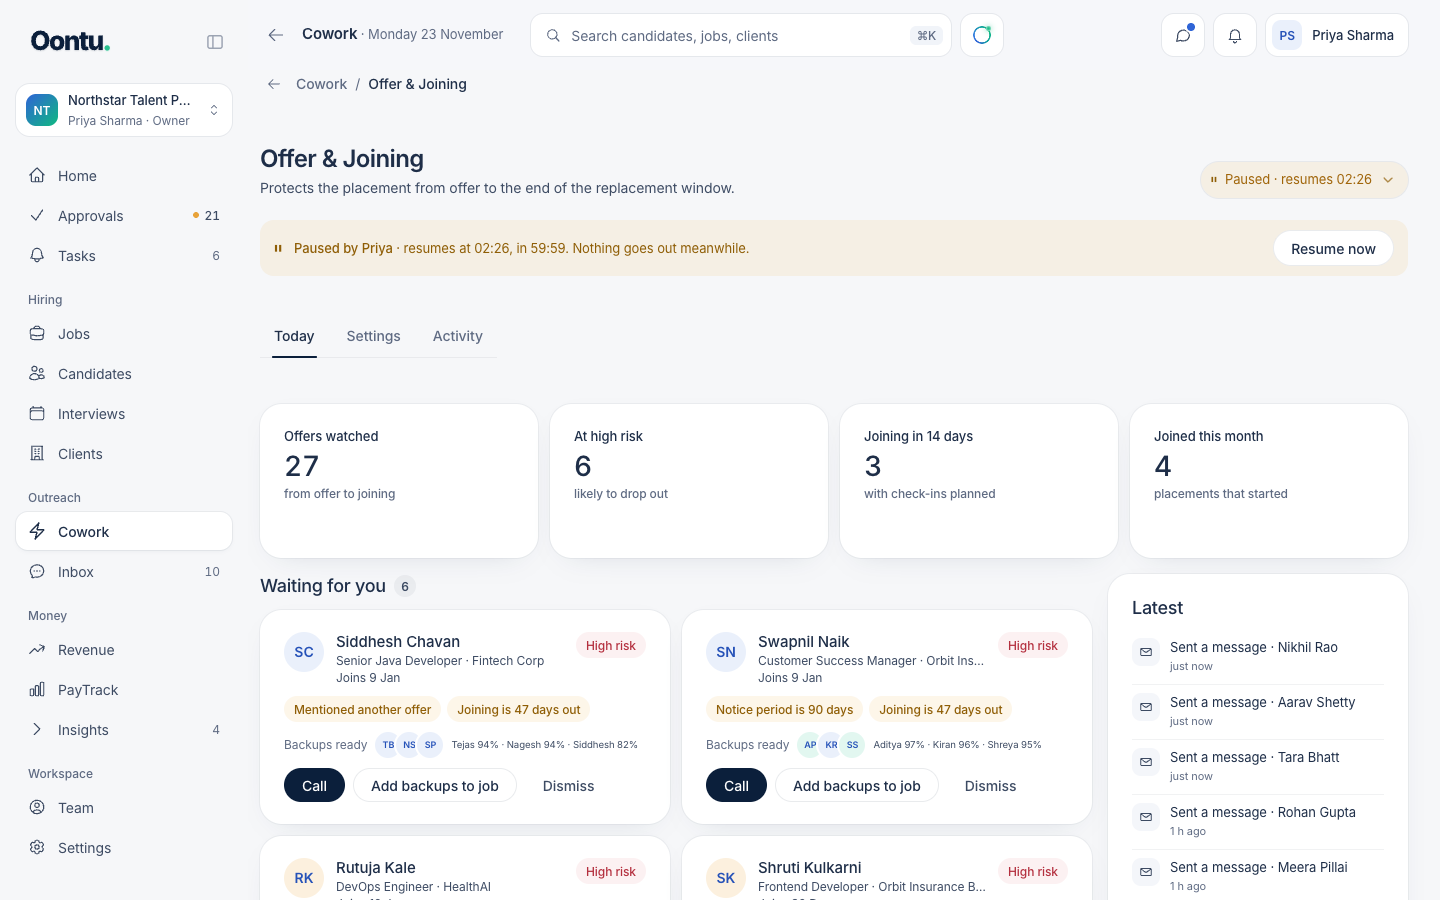 Oontu.
Cowork · Monday 23 November
Search candidates, jobs, clients
⌘K
PS
Priya Sharma
NT
Northstar Talent P...
Priya Sharma · Owner
Home
Approvals
21
Tasks
6
Hiring
Jobs
Candidates
Interviews
Clients
Outreach
Cowork
Inbox
10
Money
Revenue
PayTrack
Insights
4
Workspace
Team
Settings
Cowork / Offer & Joining
Offer & Joining
Protects the placement from offer to the end of the replacement window.
Paused · resumes 02:26
Paused by Priya · resumes at 02:26, in 59:59. Nothing goes out meanwhile.
Resume now
Today
Settings
Activity
Offers watched
27
from offer to joining
At high risk
6
likely to drop out
Joining in 14 days
3
with check-ins planned
Joined this month
4
placements that started
Waiting for you
6
SC
Siddhesh Chavan
High risk
Senior Java Developer · Fintech Corp
Joins 9 Jan
Mentioned another offer
Joining is 47 days out
Backups ready
TB
NS
SP
Tejas 94% · Nagesh 94% · Siddhesh 82%
Call
Add backups to job
Dismiss
SN
Swapnil Naik
High risk
Customer Success Manager · Orbit Ins...
Joins 9 Jan
Notice period is 90 days
Joining is 47 days out
Backups ready
AP
KR
SS
Aditya 97% · Kiran 96% · Shreya 95%
Call
Add backups to job
Dismiss
RK
Rutuja Kale
High risk
DevOps Engineer · HealthAI
SK
Shruti Kulkarni
High risk
Frontend Developer · Orbit Insurance B...
Latest
Sent a message · Nikhil Rao
just now
Sent a message · Aarav Shetty
just now
Sent a message · Tara Bhatt
just now
Sent a message · Rohan Gupta
1 h ago
Sent a message · Meera Pillai
1 h ago